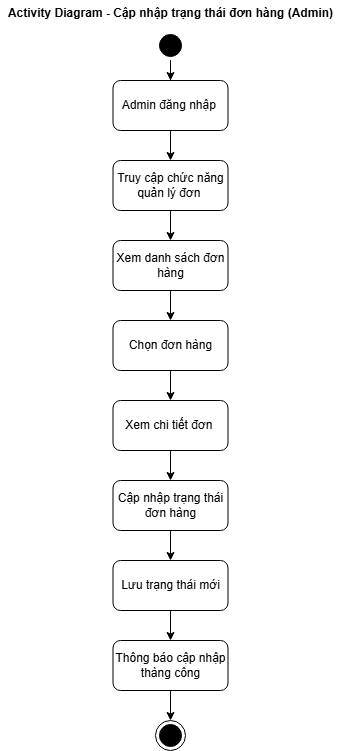 Activity Diagram - Cập nhập trạng thái đơn hàng (Admin)
Admin đăng nhập
Truy cập chức năng
quản lý đơn
Xem danh sách đơn
hàng
Chọn đơn hàng
Xem chi tiết đơn
Cập nhập trạng thái
đơn hàng
Lưu trạng thái mới
Thông báo cập nhập
thàng công